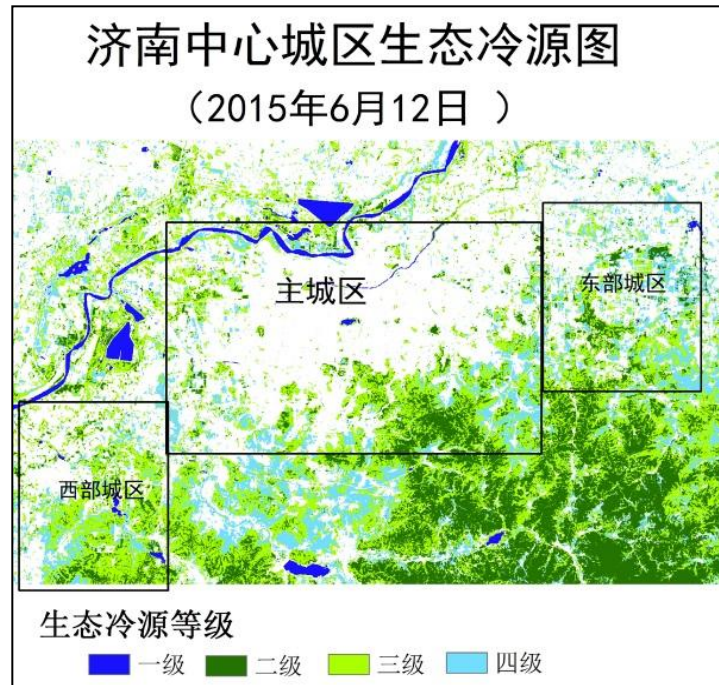 济南中心城区生态冷源图
（2015年6月12日 ）
主城区
东部城区
西部城区
生态冷源等级
一级 二级 三级 四级